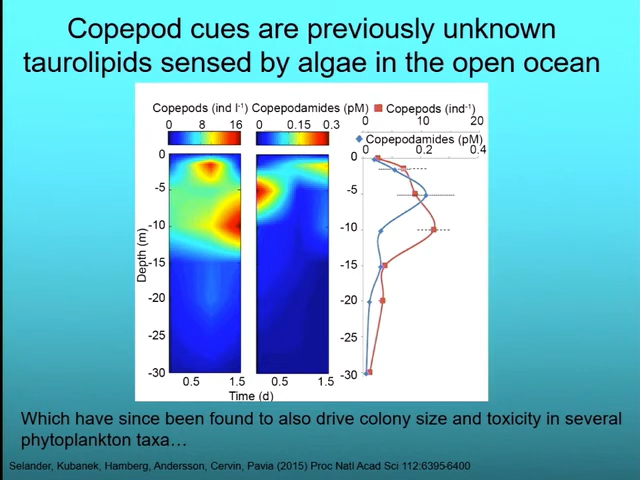 Copepod cues are previously unknown
taurolipids sensed by algae in the open ocean
Copepods (ind l⁻¹) Copepodamides (pM) Copepods (ind⁻¹)
0 8 16 0 0.15 0.3 0 10 20
Copepodamides (pM)
0 0.2 0.4
Depth (m)
0
-5
-10
-15
-20
-25
-30
0
-5
-10
-15
-20
-25
-30
0.5 1.5 0.5 1.5
Time (d)
Which have since been found to also drive colony size and toxicity in several
phytoplankton taxa…
Selander, Kubanek, Hamberg, Andersson, Cervin, Pavia (2015) Proc Natl Acad Sci 112:6395-6400